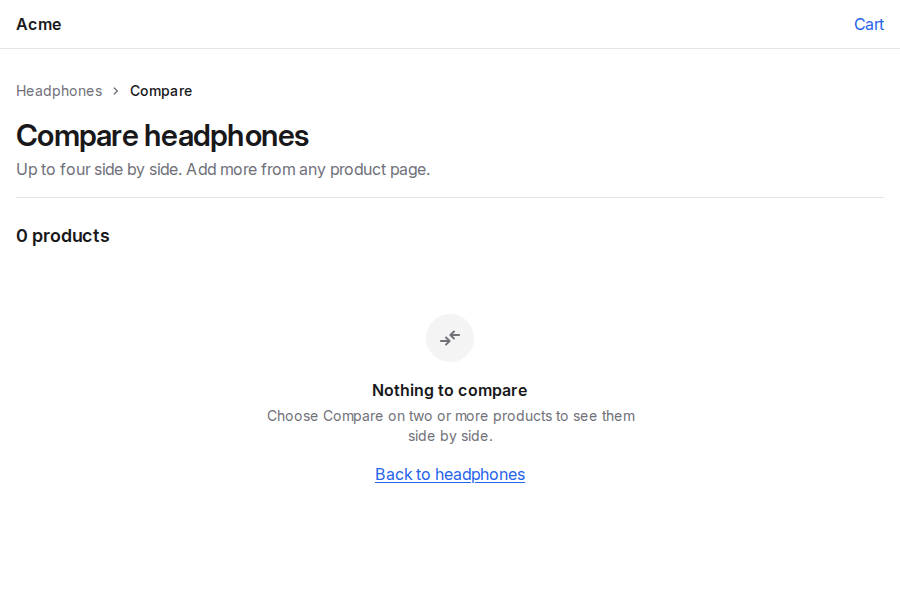 Acme
Cart
Headphones
Compare
Compare headphones
Up to four side by side. Add more from any product page.
0 products
Nothing to compare
Choose Compare on two or more products to see them
side by side.
Back to headphones